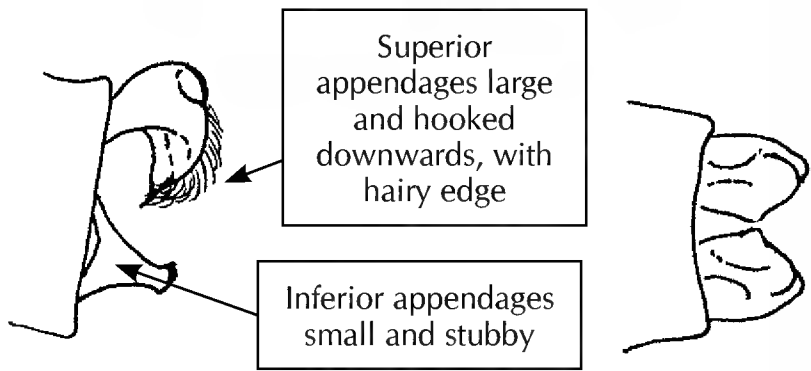 Superior
appendages large
and hooked
downwards, with
hairy edge
Inferior appendages
small and stubby